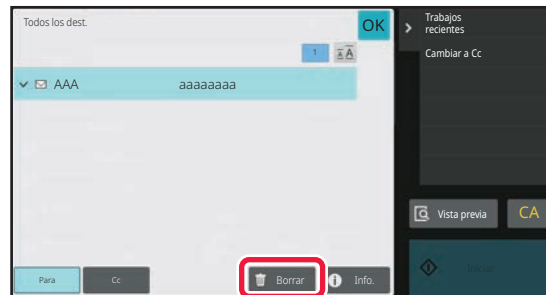 Todos los dest.
OK
1
AA
AAA aaaaaaaa
Para
Cc
Borrar
Info.
Trabajos
recientes
Cambiar a Cc
Vista previa
CA
Iniciar